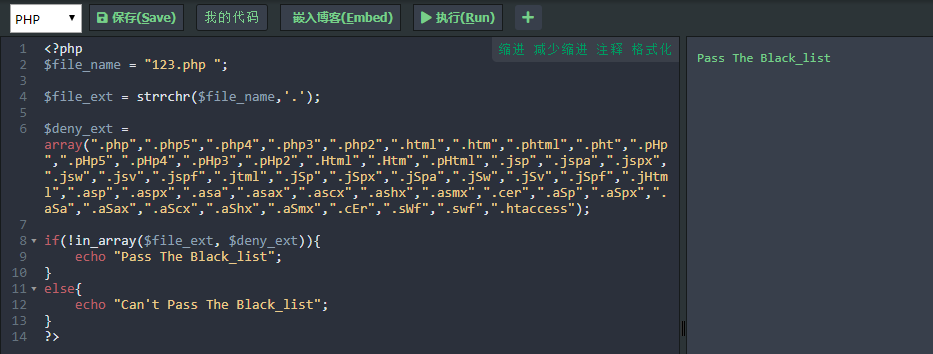 PHP 保存(Save) 我的代码 嵌入博客(Embed) 执行(Run) +
缩进 减少缩进 注释 格式化
1 <?php
2 $file_name = "123.php ";
3
4 $file_ext = strrchr($file_name,'.');
5
6 $deny_ext =
array(".php",".php5",".php4",".php3",".php2",".html",".htm",".phtml",".pht",".pHp
",".pHp5",".pHp4",".pHp3",".pHp2",".Html",".Htm",".pHtml",".jsp",".jspa",".jspx",
".jsw",".jsv",".jspf",".jtml",".jSp",".jSpx",".jSpa",".jSw",".jSv",".jSpf",".jHtm
l",".asp",".aspx",".asa",".asax",".ascx",".ashx",".asmx",".cer",".aSp",".aSpx",".
aSa",".aSax",".aScx",".aShx",".aSmx",".cEr",".sWf",".swf",".htaccess");
7
8 if(!in_array($file_ext, $deny_ext)){
9 echo "Pass The Black_list";
10 }
11 else{
12 echo "Can't Pass The Black_list";
13 }
14 ?>
Pass The Black_list